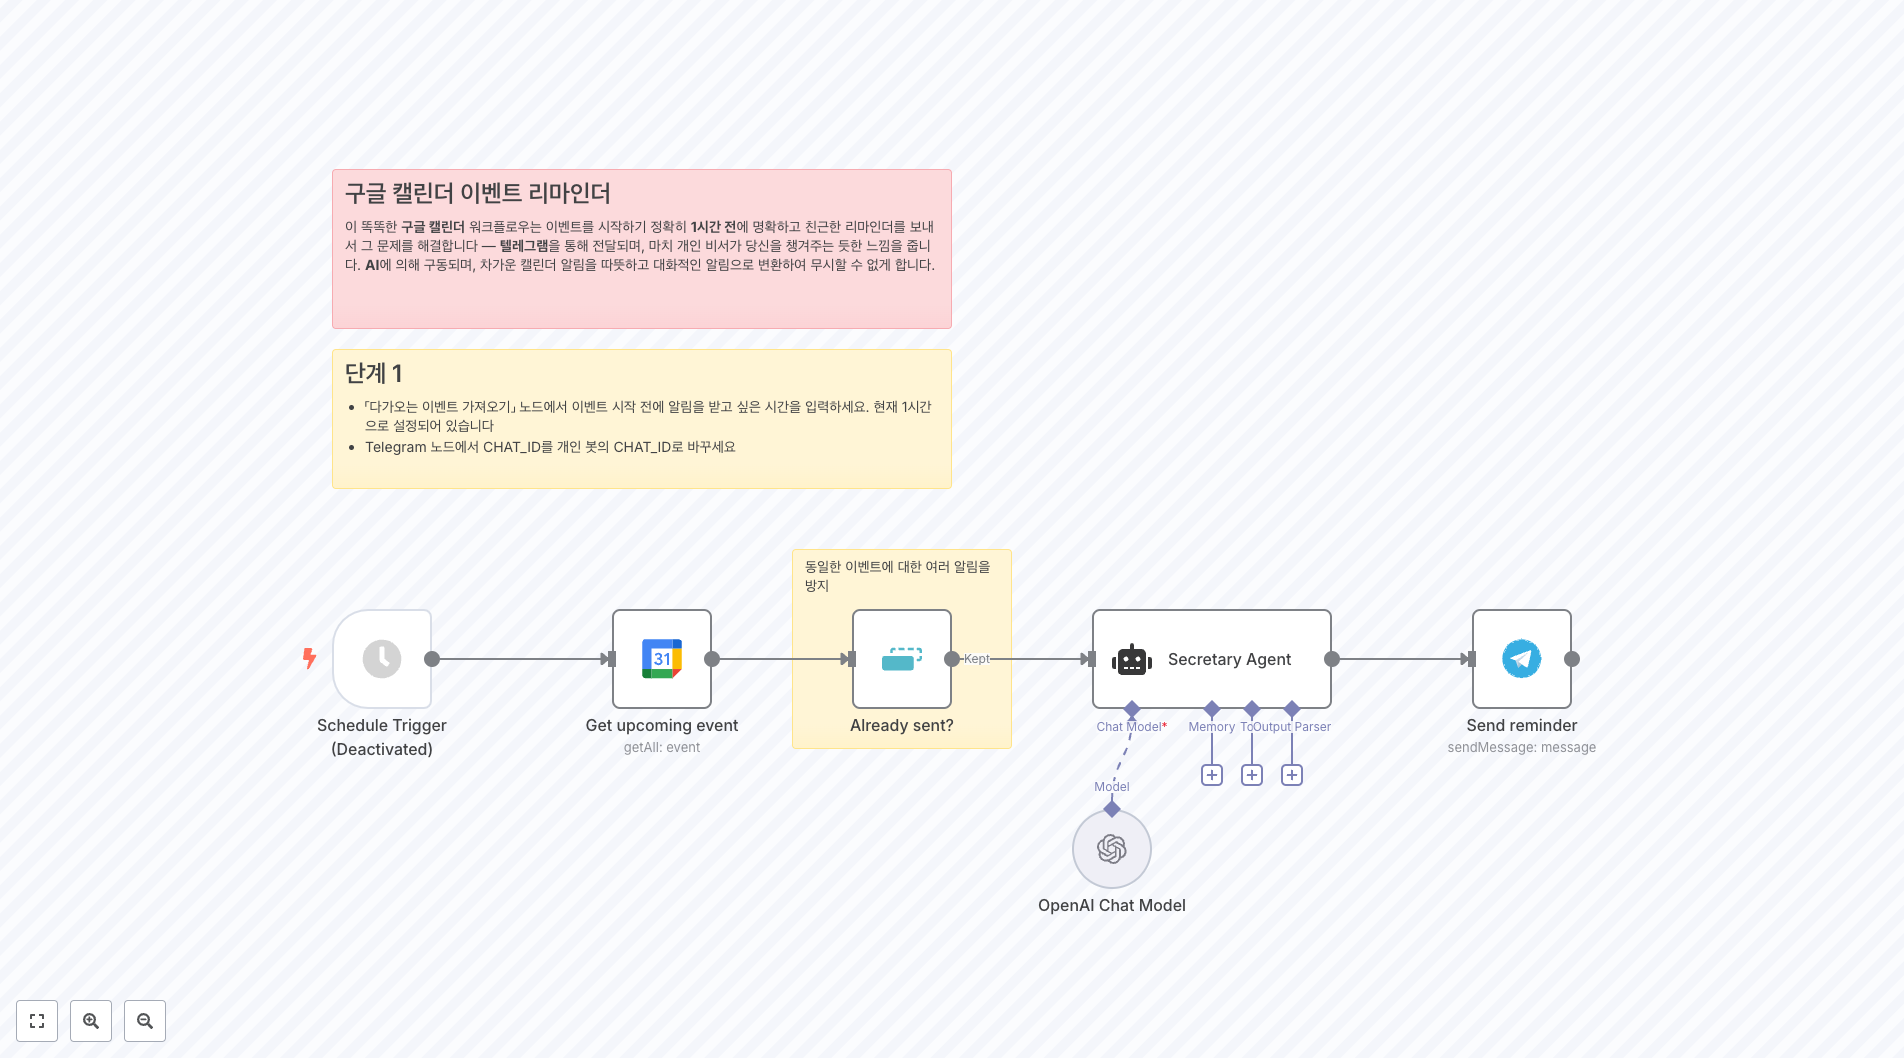 구글 캘린더 이벤트 리마인더
이 똑똑한 구글 캘린더 워크플로우는 이벤트를 시작하기 정확히 1시간 전에 명확하고 친근한 리마인더를 보내
서 그 문제를 해결합니다 — 텔레그램을 통해 전달되며, 마치 개인 비서가 당신을 챙겨주는 듯한 느낌을 줍니
다. AI에 의해 구동되며, 차가운 캘린더 알림을 따뜻하고 대화적인 알림으로 변환하여 무시할 수 없게 합니다.
단계 1
• 「다가오는 이벤트 가져오기」 노드에서 이벤트 시작 전에 알림을 받고 싶은 시간을 입력하세요. 현재 1시간
으로 설정되어 있습니다
• Telegram 노드에서 CHAT_ID를 개인 봇의 CHAT_ID로 바꾸세요
동일한 이벤트에 대한 여러 알림을
방지
Schedule Trigger
(Deactivated)
31
Get upcoming event
getAll: event
Already sent?
Kept
Secretary Agent
Chat Model*
Memory
To
Output Parser
Model
OpenAI Chat Model
Send reminder
sendMessage: message